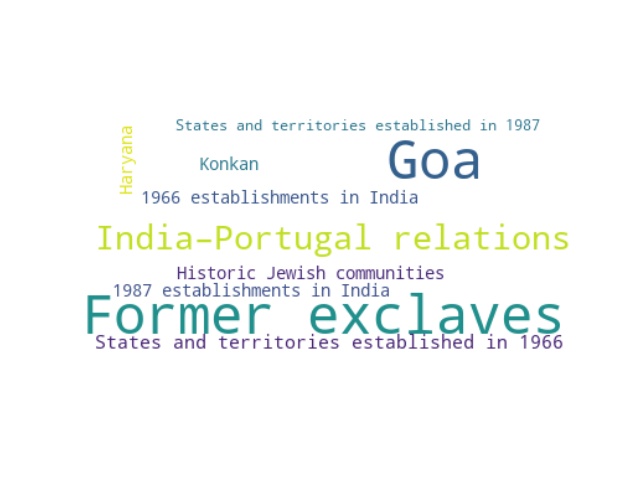 States and territories established in 1987
Haryana
Konkan
Goa
1966 establishments in India
India–Portugal relations
Historic Jewish communities
1987 establishments in India
Former exclaves
States and territories established in 1966